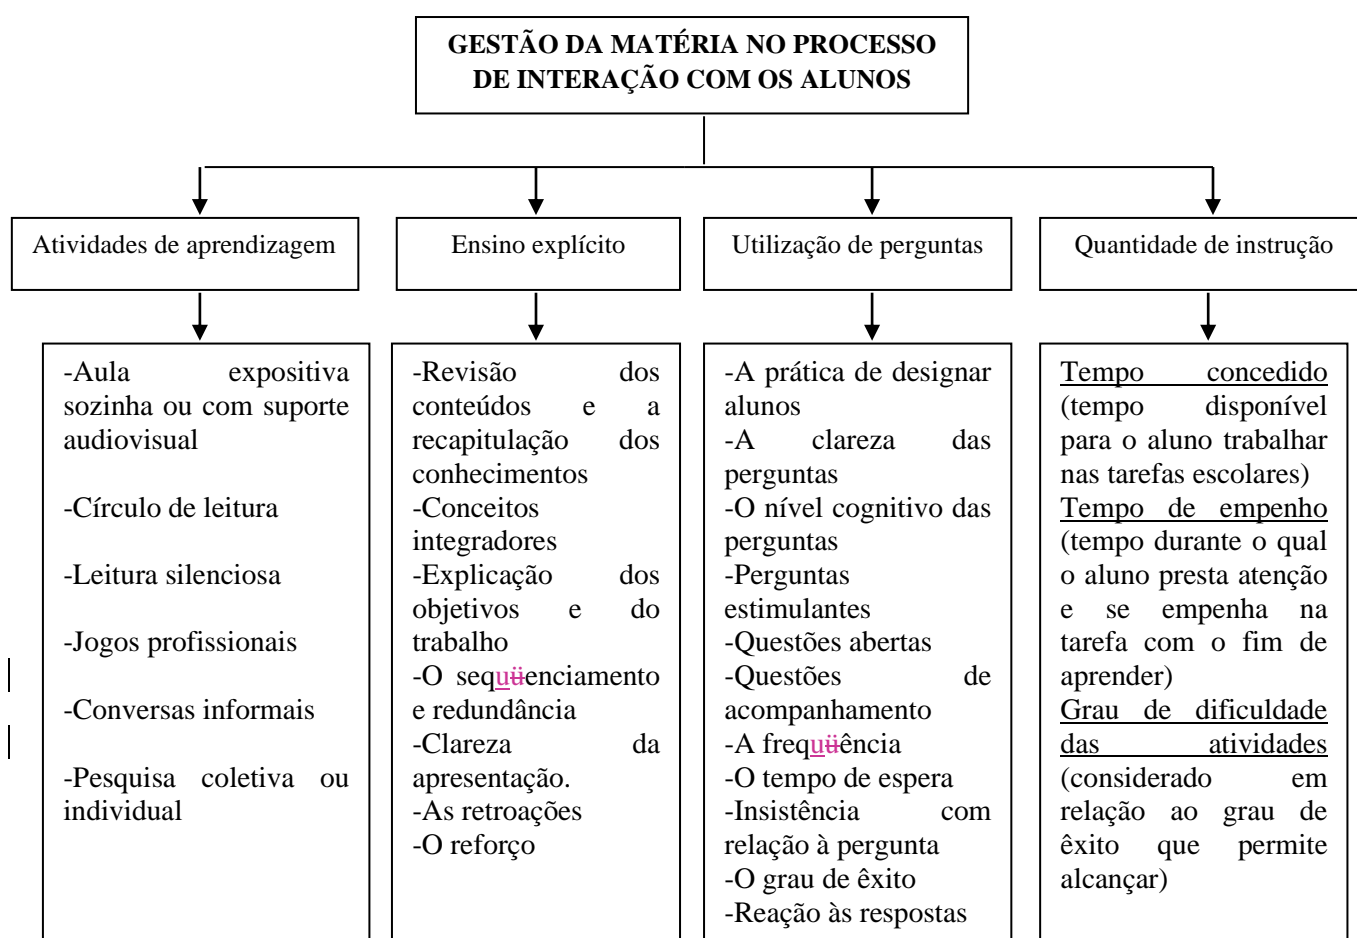 GESTÃO DA MATÉRIA NO PROCESSO
DE INTERAÇÃO COM OS ALUNOS
Atividades de aprendizagem
Ensino explícito
Utilização de perguntas
Quantidade de instrução
-Aula expositiva
sozinha ou com suporte
audiovisual
-Círculo de leitura
-Leitura silenciosa
-Jogos profissionais
-Conversas informais
-Pesquisa coletiva ou
individual
-Revisão dos
conteúdos e a
recapitulação dos
conhecimentos
-Conceitos
integradores
-Explicação dos
objetivos e do
trabalho
-O sequüenciamento
e redundância
-Clareza da
apresentação.
-As retroações
-O reforço
-A prática de designar
alunos
-A clareza das
perguntas
-O nível cognitivo das
perguntas
-Perguntas
estimulantes
-Questões abertas
-Questões de
acompanhamento
-A frequüência
-O tempo de espera
-Insistência com
relação à pergunta
-O grau de êxito
-Reação às respostas
Tempo concedido
(tempo disponível
para o aluno trabalhar
nas tarefas escolares)
Tempo de empenho
(tempo durante o qual
o aluno presta atenção
e se empenha na
tarefa com o fim de
aprender)
Grau de dificuldade
das atividades
(considerado em
relação ao grau de
êxito que permite
alcançar)